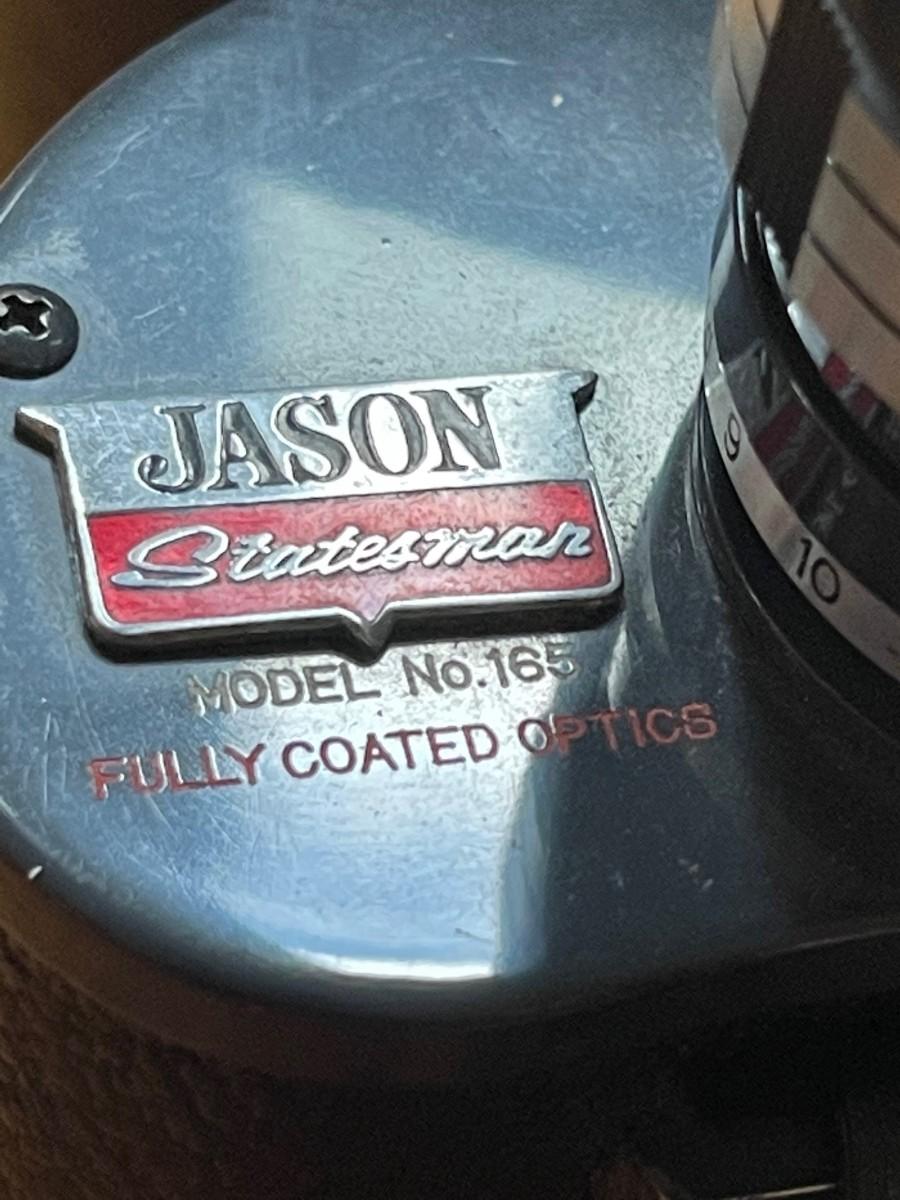 JASON
Statesman
MODEL No.165
FULLY COATED OPTICS
9
10